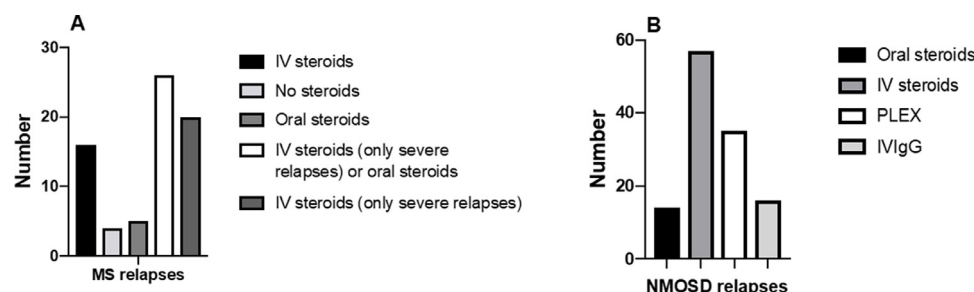 A
30
20
10
0
Number
MS relapses
IV steroids
No steroids
Oral steroids
IV steroids (only severe
relapses) or oral steroids
IV steroids (only severe relapses)
B
60
40
20
0
Number
NMOSD relapses
Oral steroids
IV steroids
PLEX
IVIgG